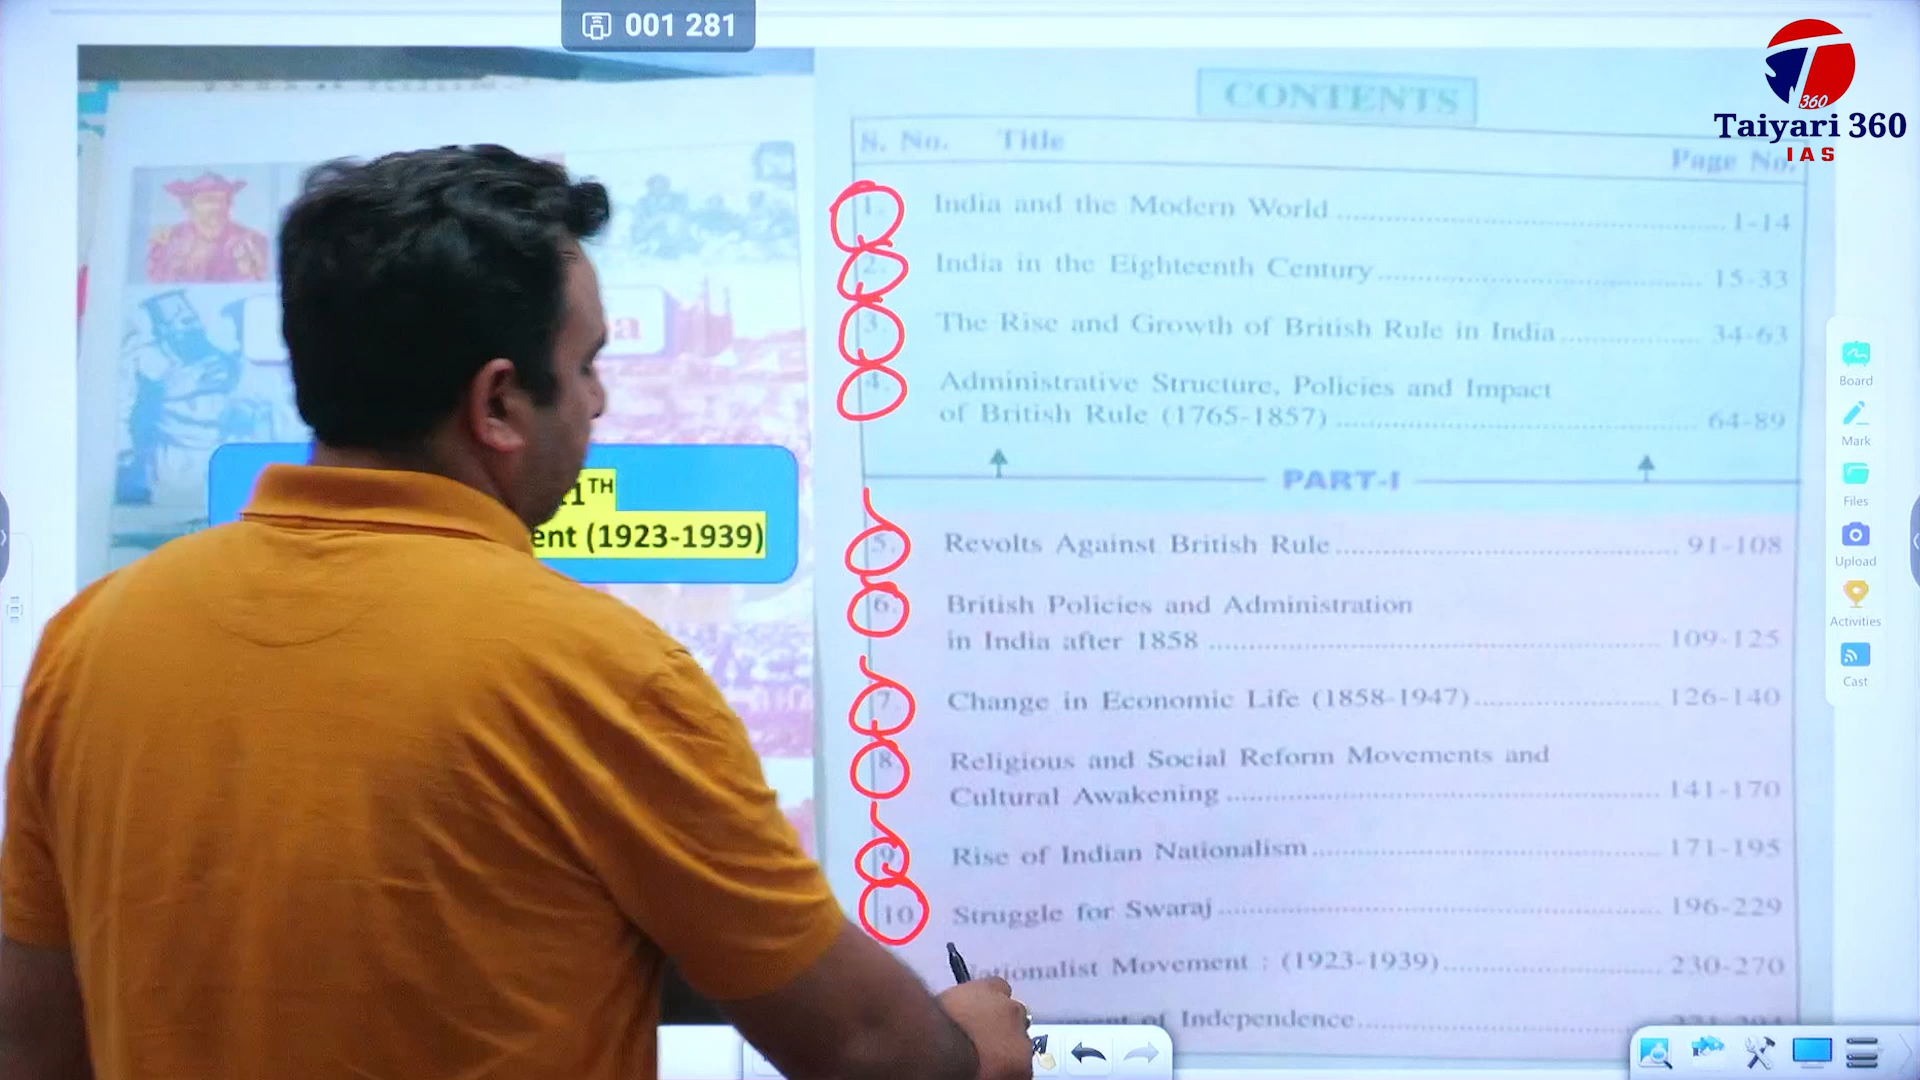 001 281
360
Taiyari 360
IAS
CONTENTS
S. No. Title Page No.
1. India and the Modern World 1-14
2. India in the Eighteenth Century 15-33
3. The Rise and Growth of British Rule in India 34-63
4. Administrative Structure, Policies and Impact
of British Rule (1765-1857) 64-89
PART-I
5. Revolts Against British Rule 91-108
6. British Policies and Administration
in India after 1858 109-125
7. Change in Economic Life (1858-1947) 126-140
8. Religious and Social Reform Movements and
Cultural Awakening 141-170
9. Rise of Indian Nationalism 171-195
10. Struggle for Swaraj 196-229
Nationalist Movement : (1923-1939) 230-270
of Independence
a
1TH
ent (1923-1939)
Board
Mark
Files
Upload
Activities
Cast